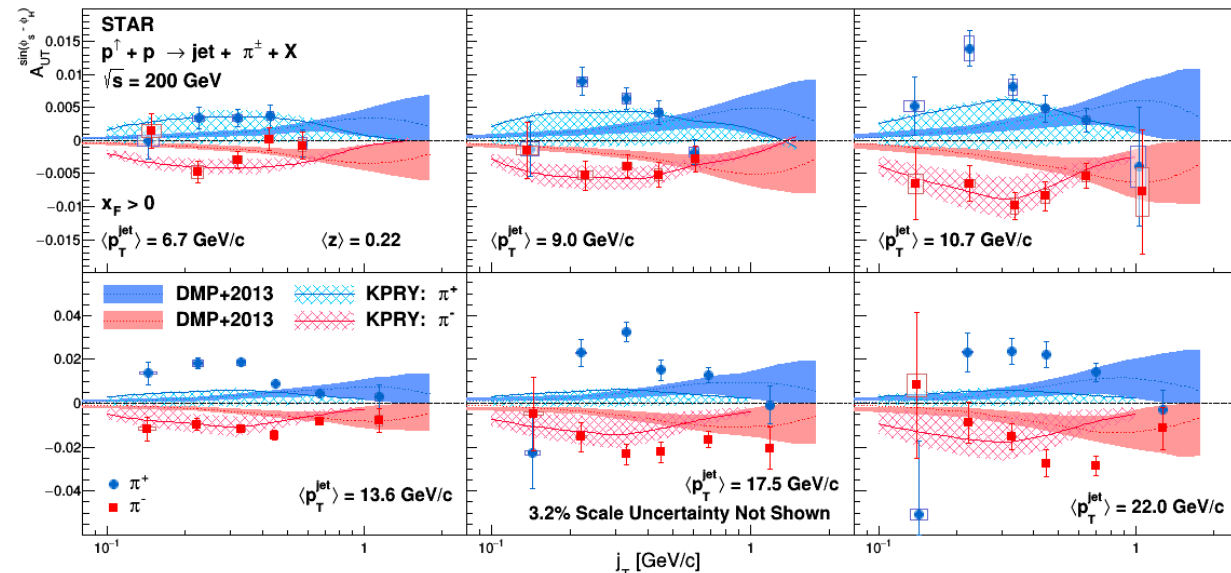 A_UT^{sin(ϕ_S - ϕ_H)}
STAR
p^↑ + p → jet + π^± + X
√s = 200 GeV
0.015
0.01
0.005
0
−0.005
−0.01
−0.015
x_F > 0
⟨p_T^jet⟩ = 6.7 GeV/c
⟨z⟩ = 0.22
⟨p_T^jet⟩ = 9.0 GeV/c
⟨p_T^jet⟩ = 10.7 GeV/c
DMP+2013
KPRY: π^+
DMP+2013
KPRY: π^-
0.04
0.02
0
−0.02
−0.04
π^+
π^-
⟨p_T^jet⟩ = 13.6 GeV/c
⟨p_T^jet⟩ = 17.5 GeV/c
3.2% Scale Uncertainty Not Shown
⟨p_T^jet⟩ = 22.0 GeV/c
10^−1 1 10^−1 1 10^−1 1
j_T [GeV/c]